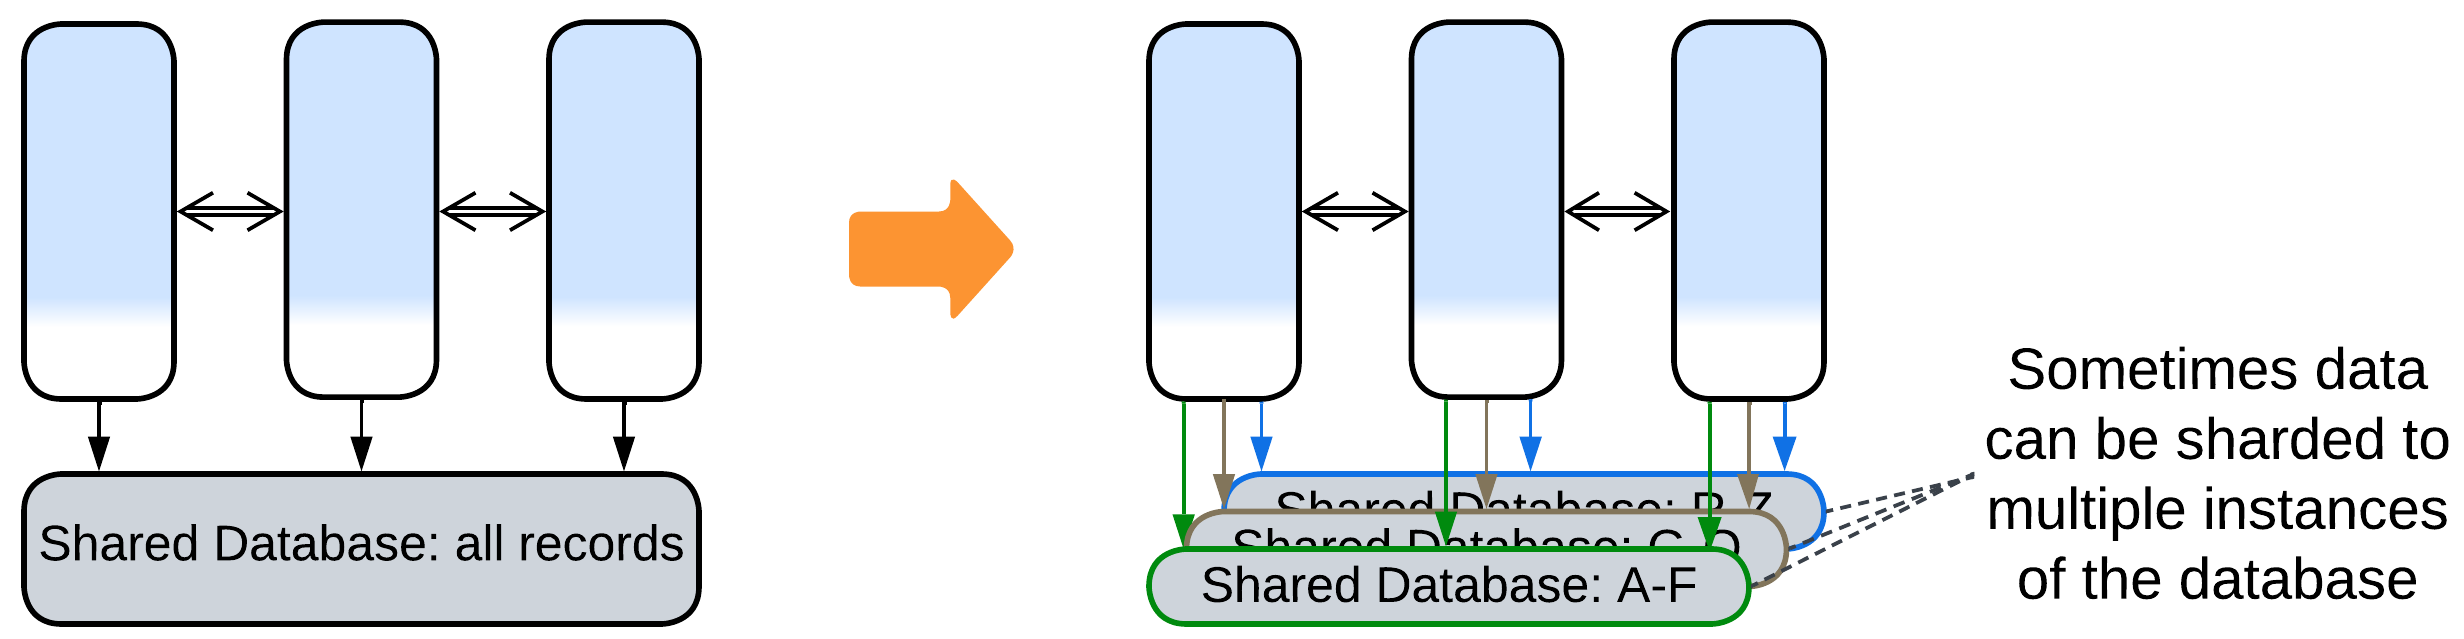 Shared Database: all records
Shared Database:
Shared Database:
Shared Database: A-F
Sometimes data
can be sharded to
multiple instances
of the database